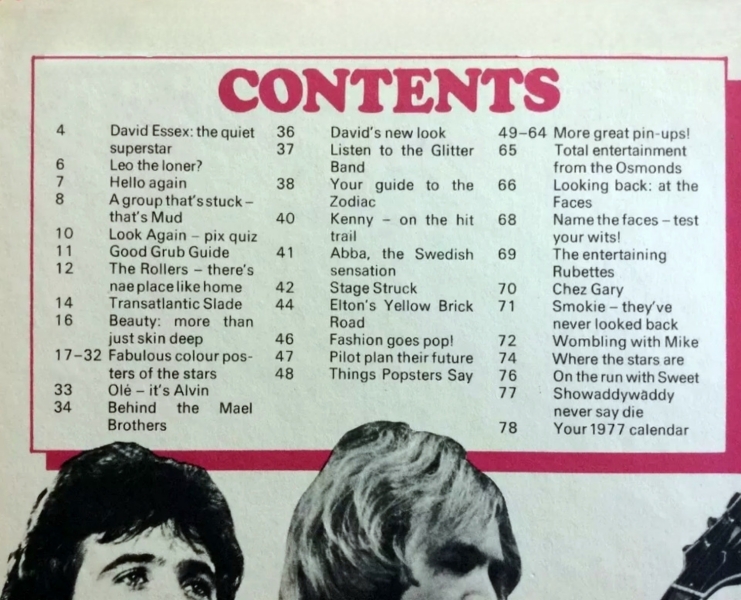 CONTENTS
4 David Essex: the quiet
superstar
6 Leo the loner?
7 Hello again
8 A group that's stuck –
that's Mud
10 Look Again – pix quiz
11 Good Grub Guide
12 The Rollers – there's
nae place like home
14 Transatlantic Slade
16 Beauty: more than
just skin deep
17–32 Fabulous colour pos-
ters of the stars
33 Olé – it's Alvin
34 Behind the Mael
Brothers
36 David's new look
37 Listen to the Glitter
Band
38 Your guide to the
Zodiac
40 Kenny – on the hit
trail
41 Abba, the Swedish
sensation
42 Stage Struck
44 Elton's Yellow Brick
Road
46 Fashion goes pop!
47 Pilot plan their future
48 Things Popsters Say
49–64 More great pin-ups!
65 Total entertainment
from the Osmonds
66 Looking back: at the
Faces
68 Name the faces – test
your wits!
69 The entertaining
Rubettes
70 Chez Gary
71 Smokie – they've
never looked back
72 Wombling with Mike
74 Where the stars are
76 On the run with Sweet
77 Showaddywaddy
never say die
78 Your 1977 calendar